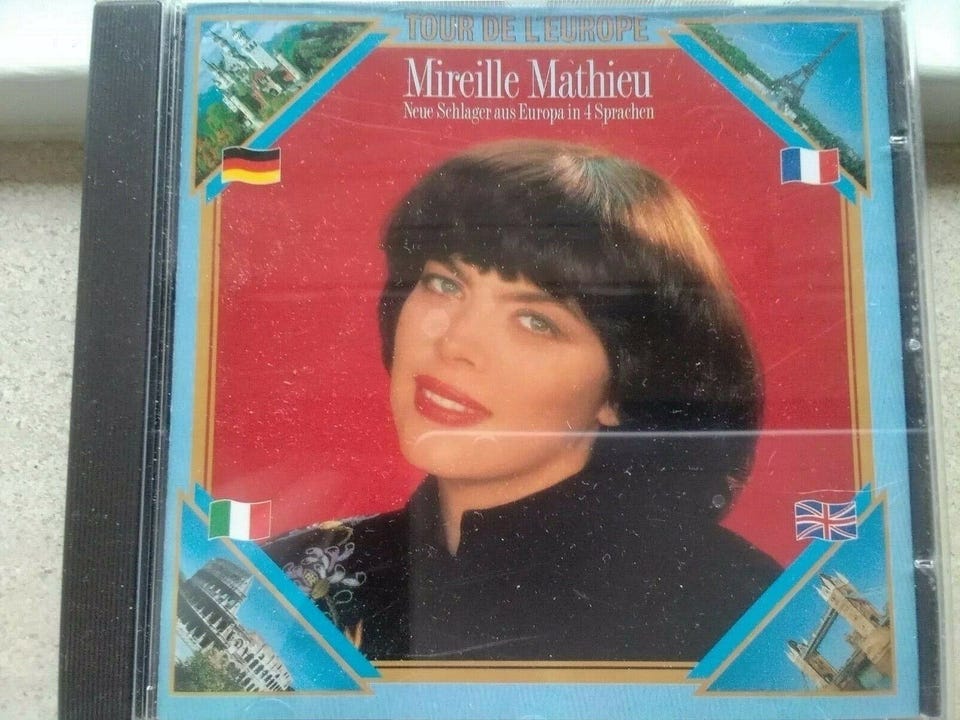 TOUR DE L'EUROPE
Mireille Mathieu
Neue Schlager aus Europa in 4 Sprachen